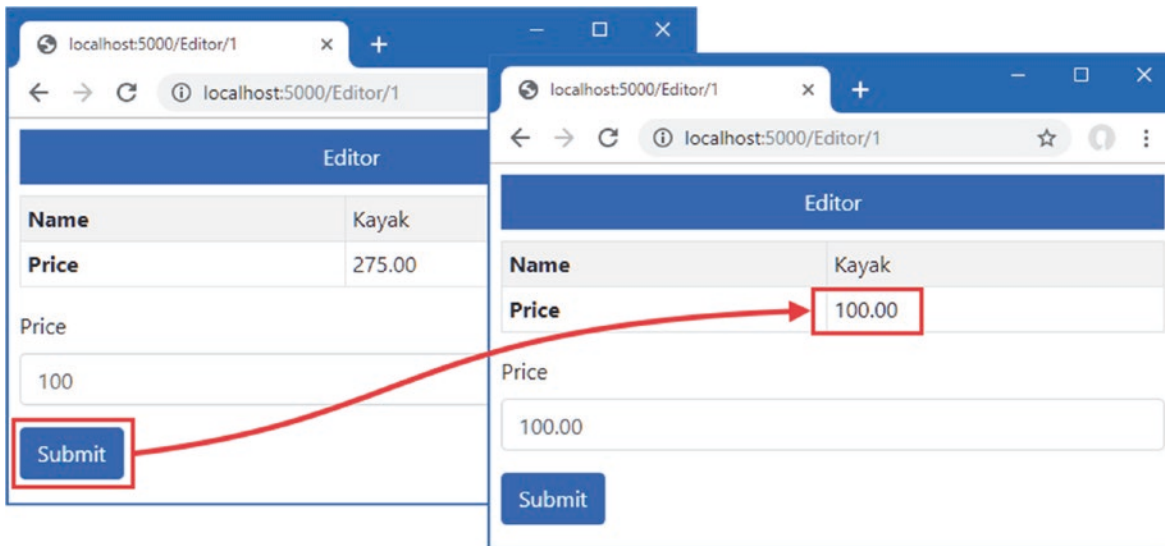 localhost:5000/Editor/1
localhost:5000/Editor/1
Editor
Name Kayak
Price 275.00
Price
100
Submit
localhost:5000/Editor/1
localhost:5000/Editor/1
Editor
Name Kayak
Price 100.00
Price
100.00
Submit